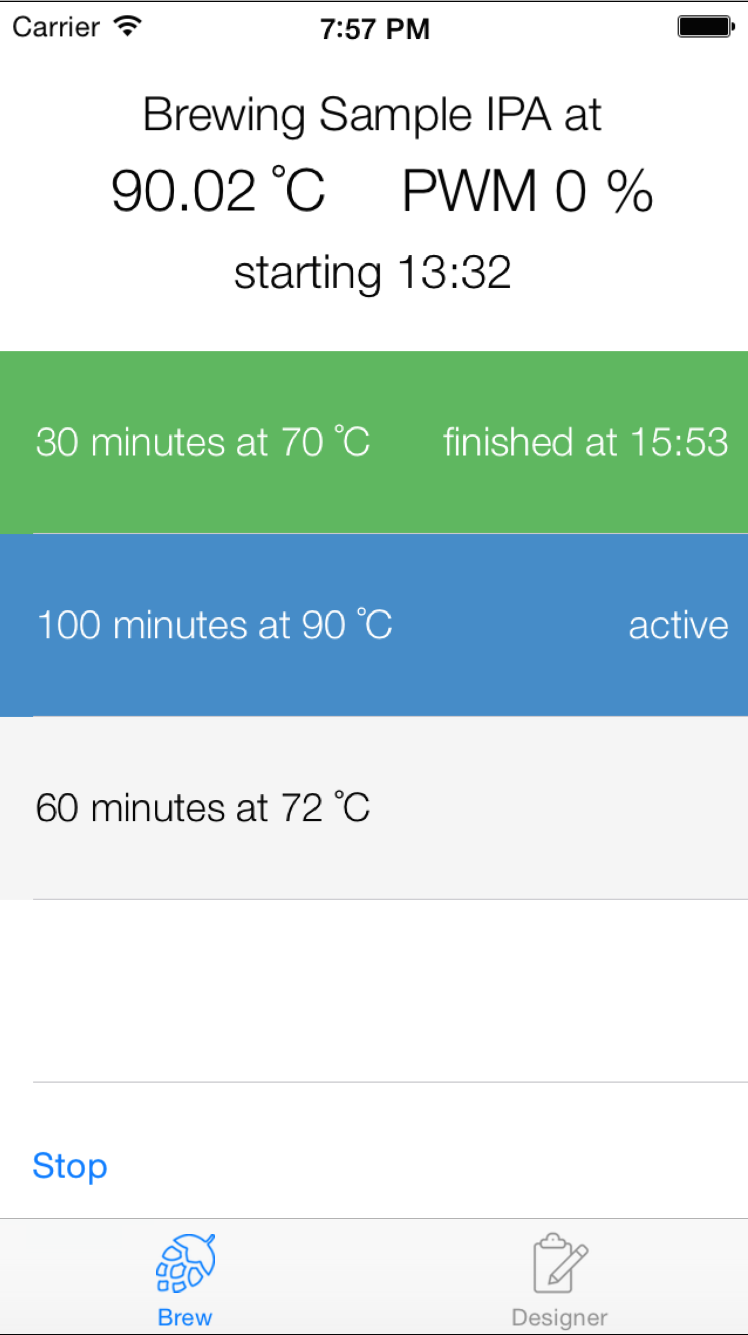 Carrier 7:57 PM
Brewing Sample IPA at
90.02 °C PWM 0 %
starting 13:32
30 minutes at 70 °C finished at 15:53
100 minutes at 90 °C active
60 minutes at 72 °C
Stop
Brew Designer